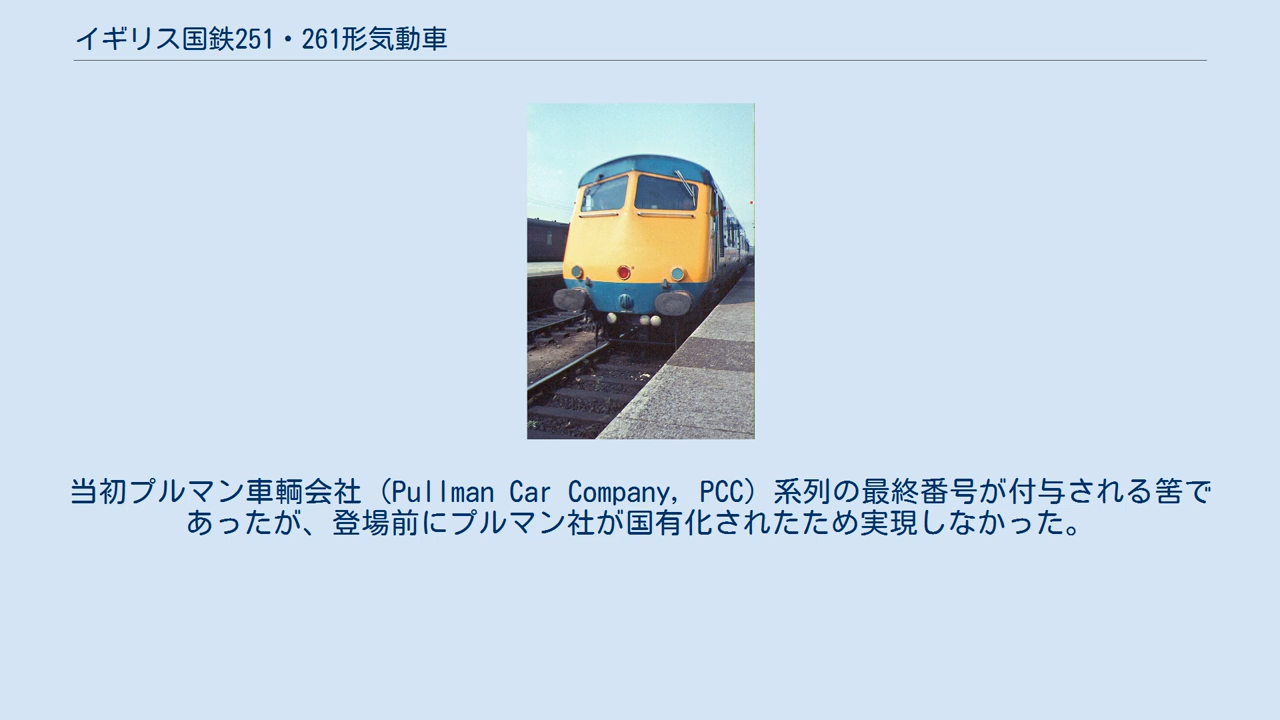 イギリス国鉄251・261形気動車
当初プルマン車輌会社（Pullman Car Company, PCC）系列の最終番号が付与される筈で
あったが、登場前にプルマン社が国有化されたため実現しなかった。